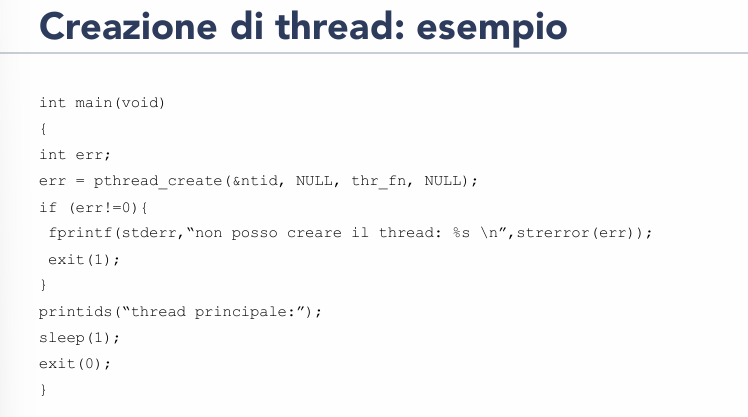 Creazione di thread: esempio
int main(void)
{
int err;
err = pthread_create(&ntid, NULL, thr_fn, NULL);
if (err!=0){
fprintf(stderr,“non posso creare il thread: %s \n”,strerror(err));
exit(1);
}
printids(“thread principale:”);
sleep(1);
exit(0);
}